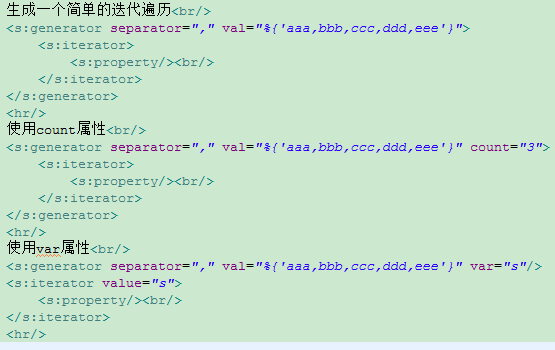 生成一个简单的迭代遍历<br/>
<s:generator separator="," val="%{'aaa,bbb,ccc,ddd,eee'}">
    <s:iterator>
        <s:property/><br/>
    </s:iterator>
</s:generator>
<hr/>
使用count属性<br/>
<s:generator separator="," val="%{'aaa,bbb,ccc,ddd,eee'}" count="3">
    <s:iterator>
        <s:property/><br/>
    </s:iterator>
</s:generator>
<hr/>
使用var属性<br/>
<s:generator separator="," val="%{'aaa,bbb,ccc,ddd,eee'}" var="s"/>
<s:iterator value="s">
    <s:property/><br/>
</s:iterator>
<hr/>